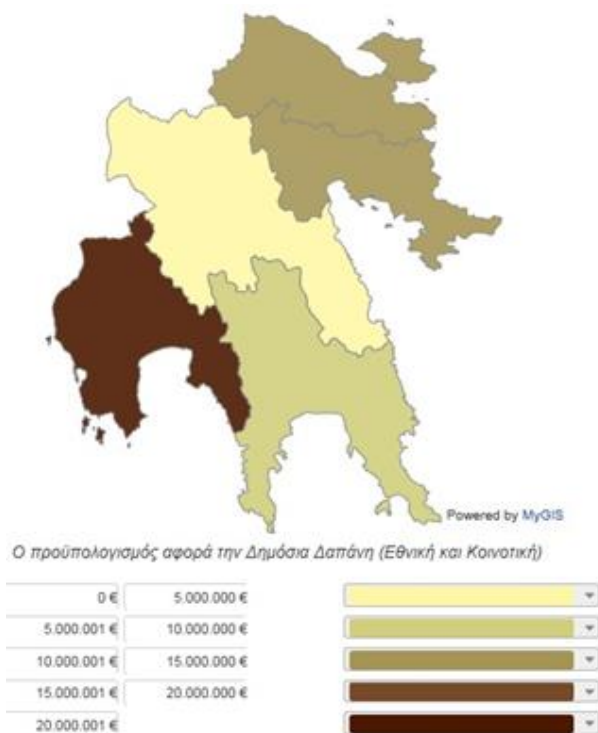 Powered by MyGIS
Ο προϋπολογισμός αφορά την Δημόσια Δαπάνη (Εθνική και Κοινοτική)
0 € 5.000.000 €
5.000.001 € 10.000.000 €
10.000.001 € 15.000.000 €
15.000.001 € 20.000.000 €
20.000.001 €